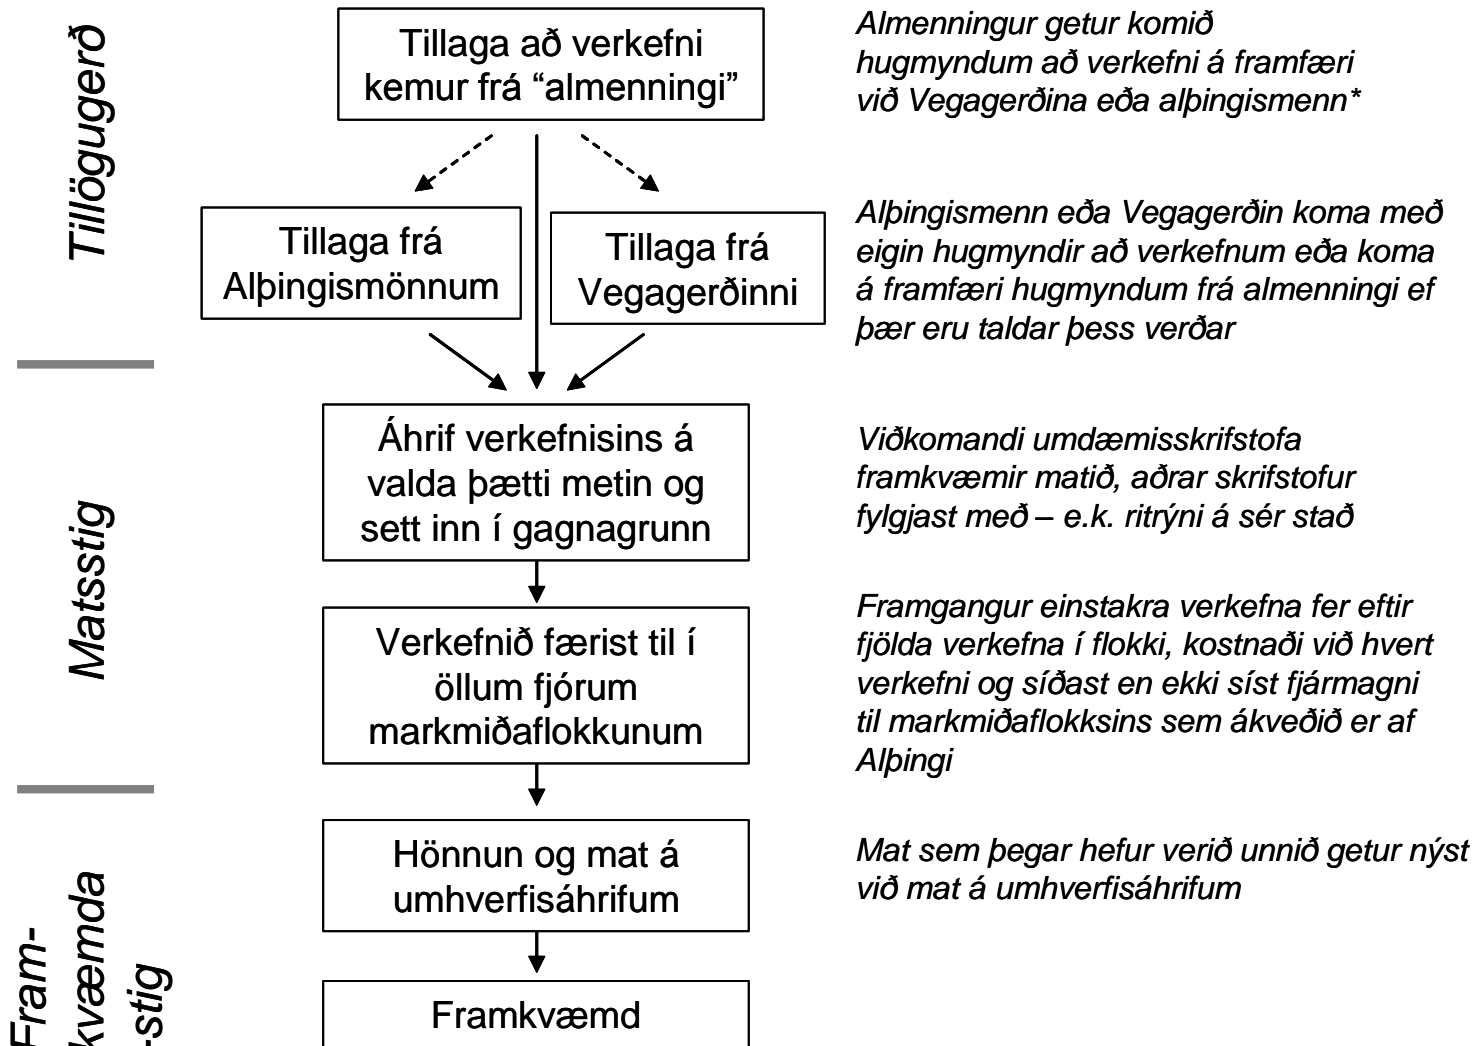 Tillögugerð
Tillaga að verkefni
kemur frá “almenningi”
Almenningur getur komið
hugmyndum að verkefni á framfæri
við Vegagerðina eða alþingismenn*
Tillaga frá
Alþingismönnum
Tillaga frá
Vegagerðinni
Alþingismenn eða Vegagerðin koma með
eigin hugmyndir að verkefnum eða koma
á framfæri hugmyndum frá almenningi ef
þær eru taldar þess verðar
Matsstig
Áhrif verkefnisins á
valda þætti metin og
sett inn í gagnagrunn
Viðkomandi umdæmisskrifstofa
framkvæmir matið, aðrar skrifstofur
fylgjast með – e.k. ritrýni á sér stað
Verkefnið færist til í
öllum fjórum
markmiðaflokkunum
Framgangur einstakra verkefna fer eftir
fjölda verkefna í flokki, kostnaði við hvert
verkefni og síðast en ekki síst fjármagni
til markmiðaflokksins sem ákveðið er af
Alþingi
Fram-
kvæmda
-stig
Hönnun og mat á
umhverfisáhrifum
Mat sem þegar hefur verið unnið getur nýst
við mat á umhverfisáhrifum
Framkvæmd